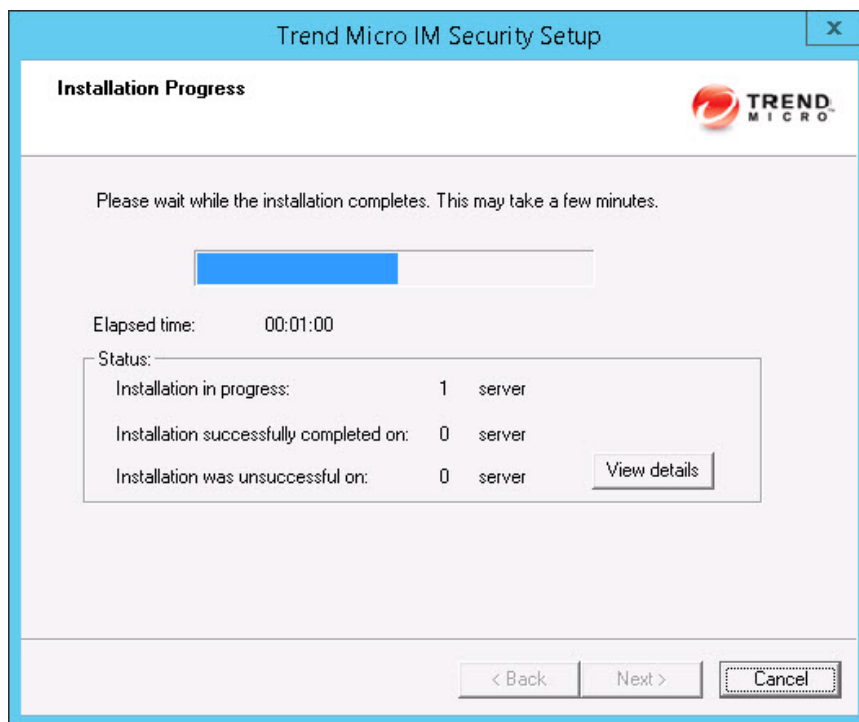 Trend Micro IM Security Setup
x
Installation Progress
TREND
MICRO
Please wait while the installation completes. This may take a few minutes.
Elapsed time: 00:01:00
Status:
Installation in progress: 1 server
Installation successfully completed on: 0 server
Installation was unsuccessful on: 0 server
View details
< Back Next > Cancel